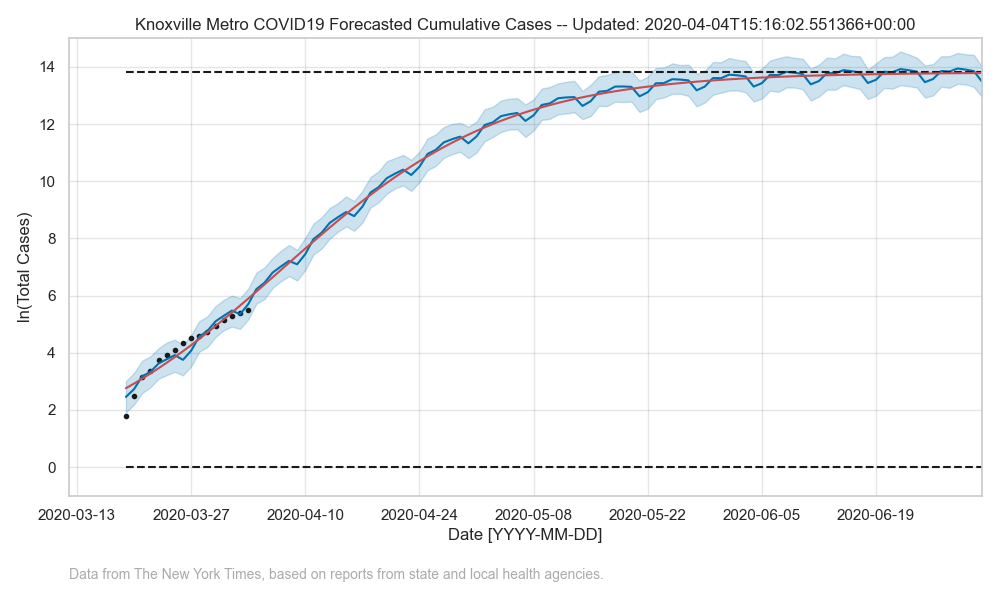 Knoxville Metro COVID19 Forecasted Cumulative Cases -- Updated: 2020-04-04T15:16:02.551366+00:00
14
12
10
8
6
4
2
0
ln(Total Cases)
2020-03-13 2020-03-27 2020-04-10 2020-04-24 2020-05-08 2020-05-22 2020-06-05 2020-06-19
Date [YYYY-MM-DD]
Data from The New York Times, based on reports from state and local health agencies.